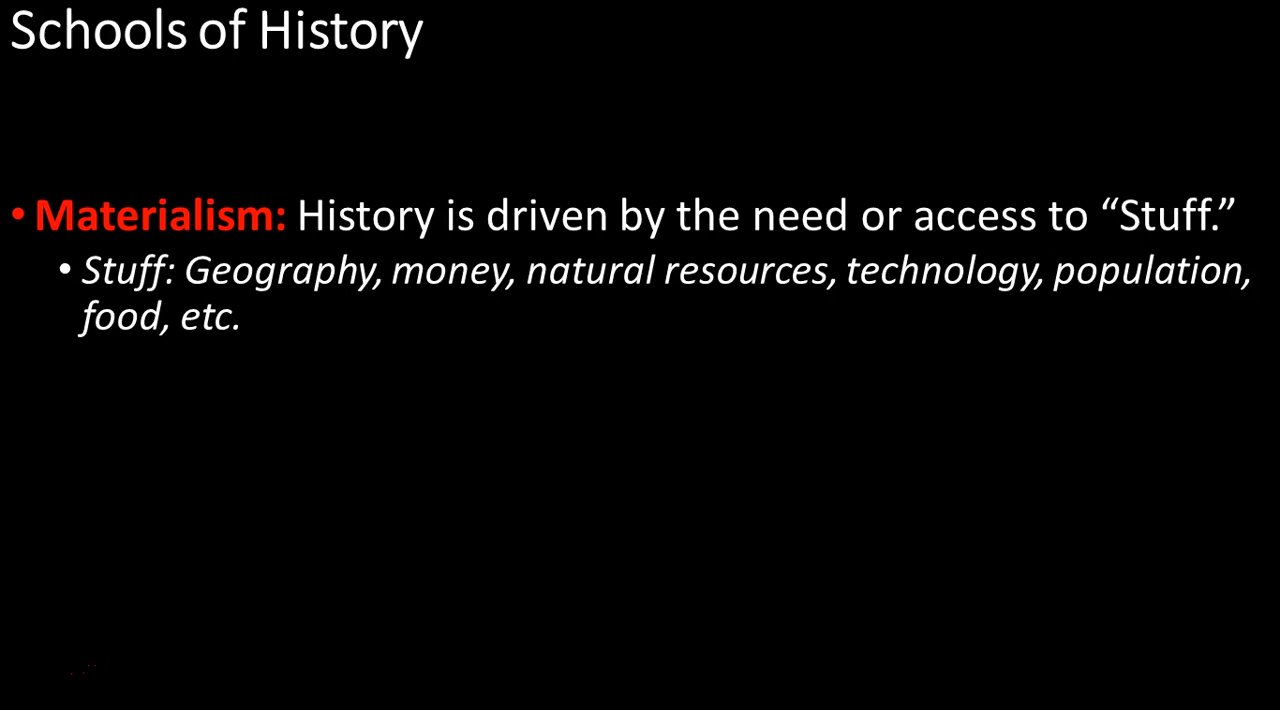 Schools of History
• Materialism: History is driven by the need or access to “Stuff.”
• Stuff: Geography, money, natural resources, technology, population,
food, etc.